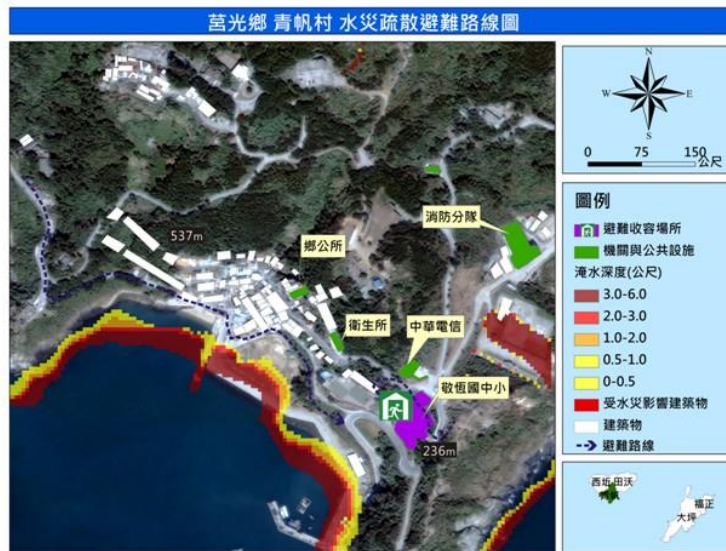 莒光鄉 青帆村 水災疏散避難路線圖
N
W E
S
0 75 150
公尺
圖例
避難收容場所
機關與公共設施
淹水深度(公尺)
3.0-6.0
2.0-3.0
1.0-2.0
0.5-1.0
0-0.5
受水災影響建築物
建築物
避難路線
消防分隊
537m
鄉公所
衛生所
中華電信
敬恆國中小
236m
西坵 田沃
福正
大坪